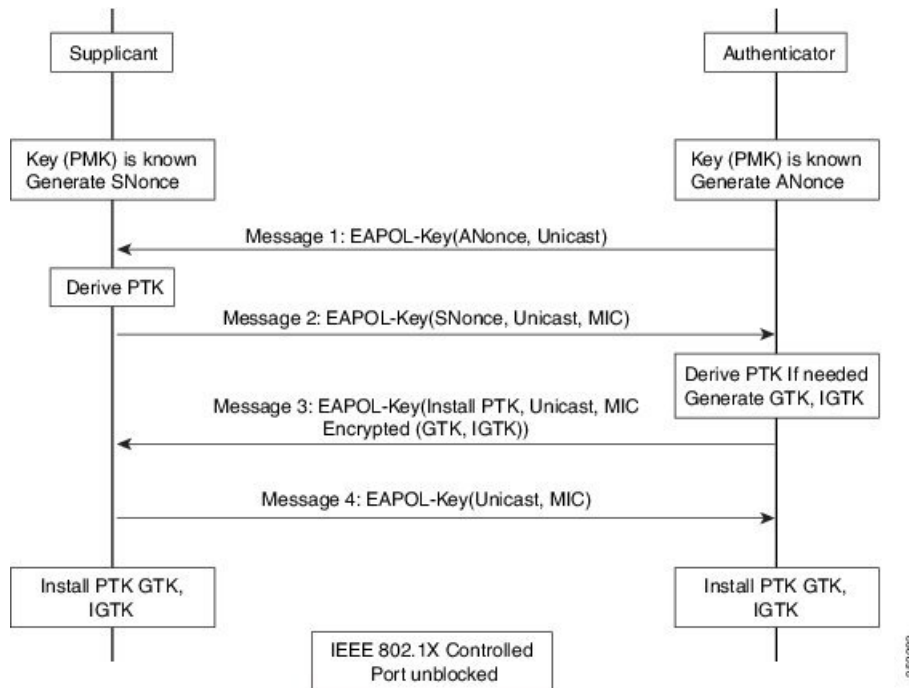 Supplicant
Authenticator
Key (PMK) is known
Generate SNonce
Key (PMK) is known
Generate ANonce
Message 1: EAPOL-Key(ANonce, Unicast)
Derive PTK
Message 2: EAPOL-Key(SNonce, Unicast, MIC)
Derive PTK If needed
Generate GTK, IGTK
Message 3: EAPOL-Key(Install PTK, Unicast, MIC
Encrypted (GTK, IGTK))
Message 4: EAPOL-Key(Unicast, MIC)
Install PTK GTK,
IGTK
Install PTK GTK,
IGTK
IEEE 802.1X Controlled
Port unblocked